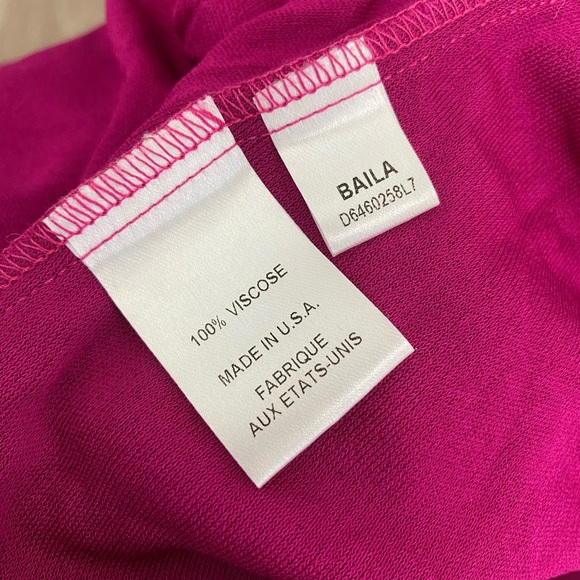 100% VISCOSE
MADE IN U.S.A.
FABRIQUE
AUX ETATS-UNIS
BAILA
D6460258L7